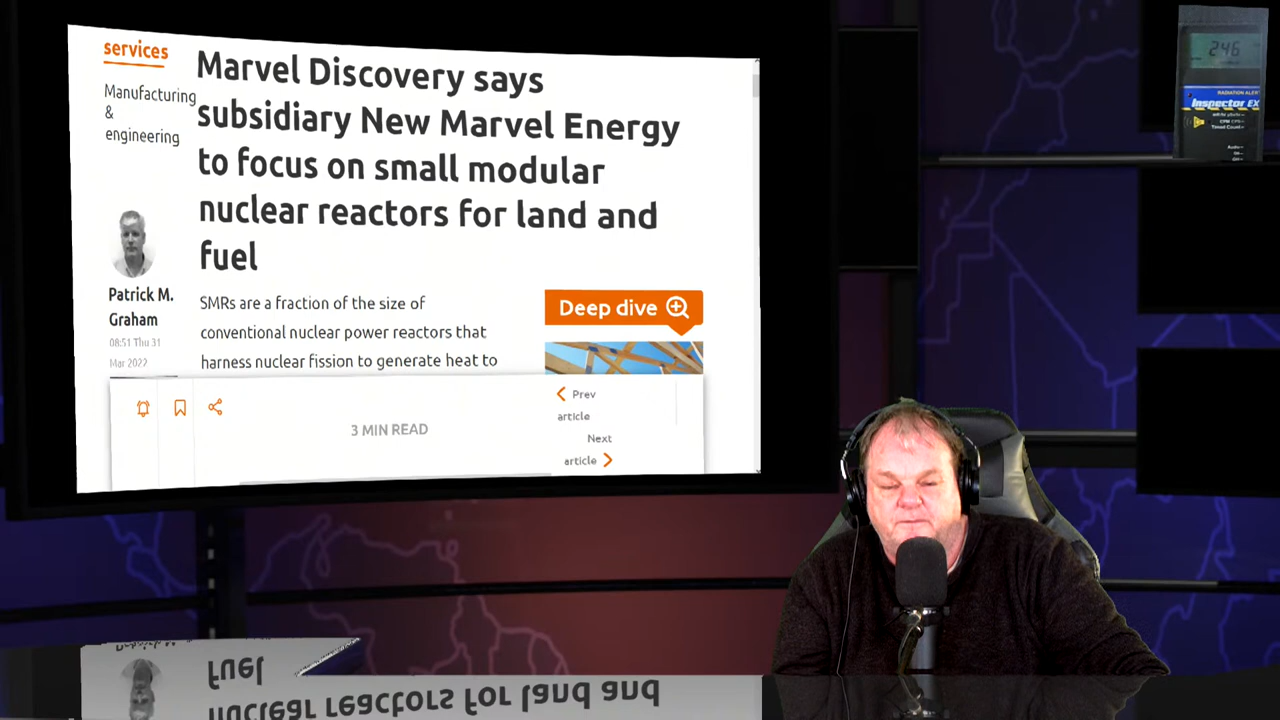 services
Manufacturing
&
engineering
Marvel Discovery says
subsidiary New Marvel Energy
to focus on small modular
nuclear reactors for land and
fuel
Patrick M.
Graham
08:51 Thu 31
Mar 2022
SMRs are a fraction of the size of
conventional nuclear power reactors that
harness nuclear fission to generate heat to
Deep dive
3 MIN READ
Prev
article
Next
article
246
RADIATION ALERT
Inspector EX
fuel
nuclear reactors for land and